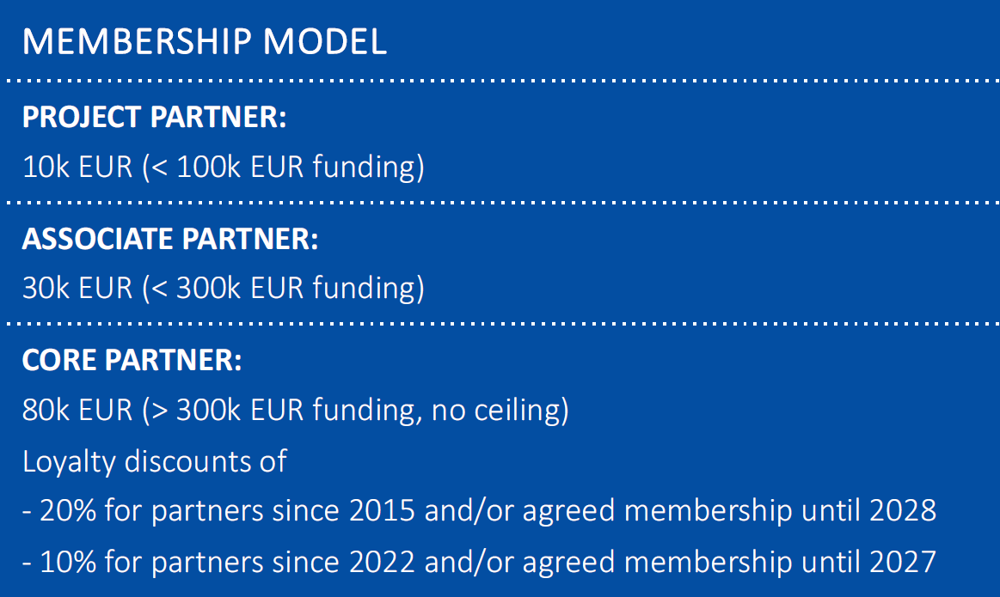 MEMBERSHIP MODEL
PROJECT PARTNER:
10k EUR (< 100k EUR funding)
ASSOCIATE PARTNER:
30k EUR (< 300k EUR funding)
CORE PARTNER:
80k EUR (> 300k EUR funding, no ceiling)
Loyalty discounts of
- 20% for partners since 2015 and/or agreed membership until 2028
- 10% for partners since 2022 and/or agreed membership until 2027